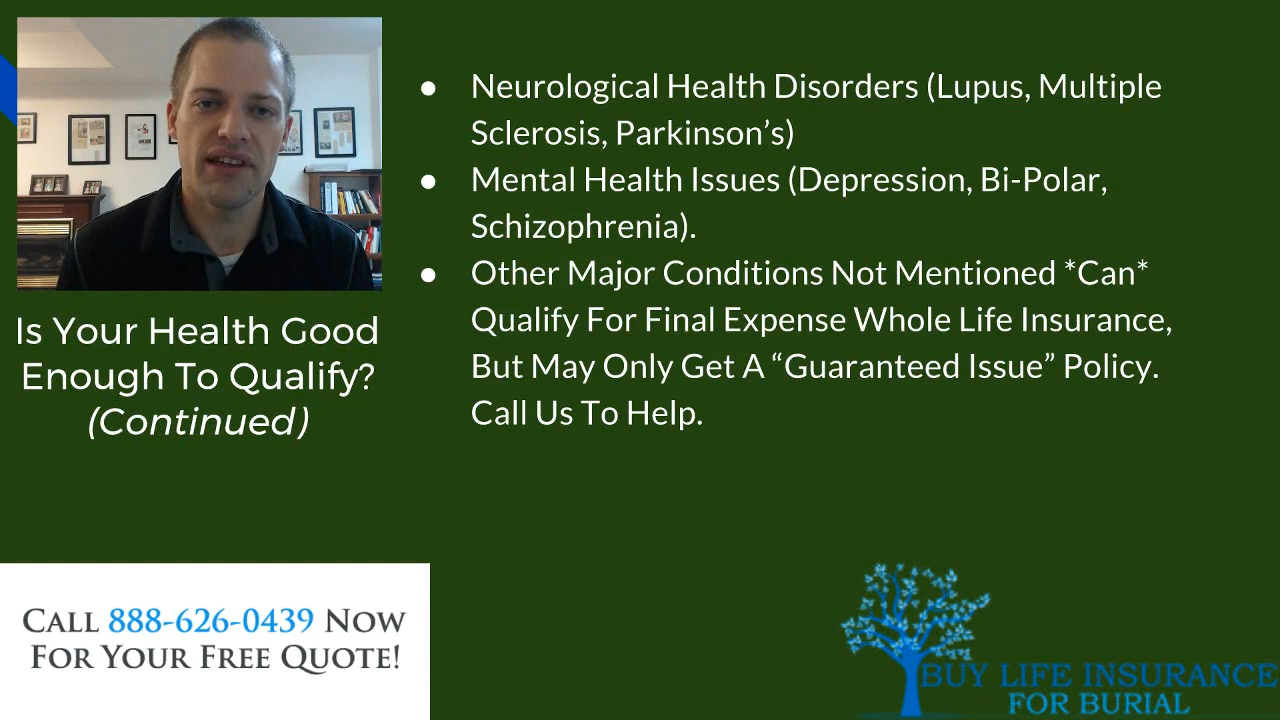 ● Neurological Health Disorders (Lupus, Multiple
Sclerosis, Parkinson’s)
● Mental Health Issues (Depression, Bi-Polar,
Schizophrenia).
● Other Major Conditions Not Mentioned *Can*
Qualify For Final Expense Whole Life Insurance,
But May Only Get A “Guaranteed Issue” Policy.
Call Us To Help.
Is Your Health Good
Enough To Qualify?
(Continued)
CALL 888-626-0439 NOW
FOR YOUR FREE QUOTE!
BUY LIFE INSURANCE
FOR BURIAL